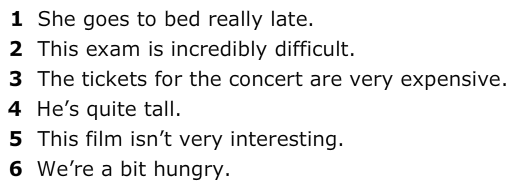 1 She goes to bed really late.
2 This exam is incredibly difficult.
3 The tickets for the concert are very expensive.
4 He’s quite tall.
5 This film isn’t very interesting.
6 We’re a bit hungry.